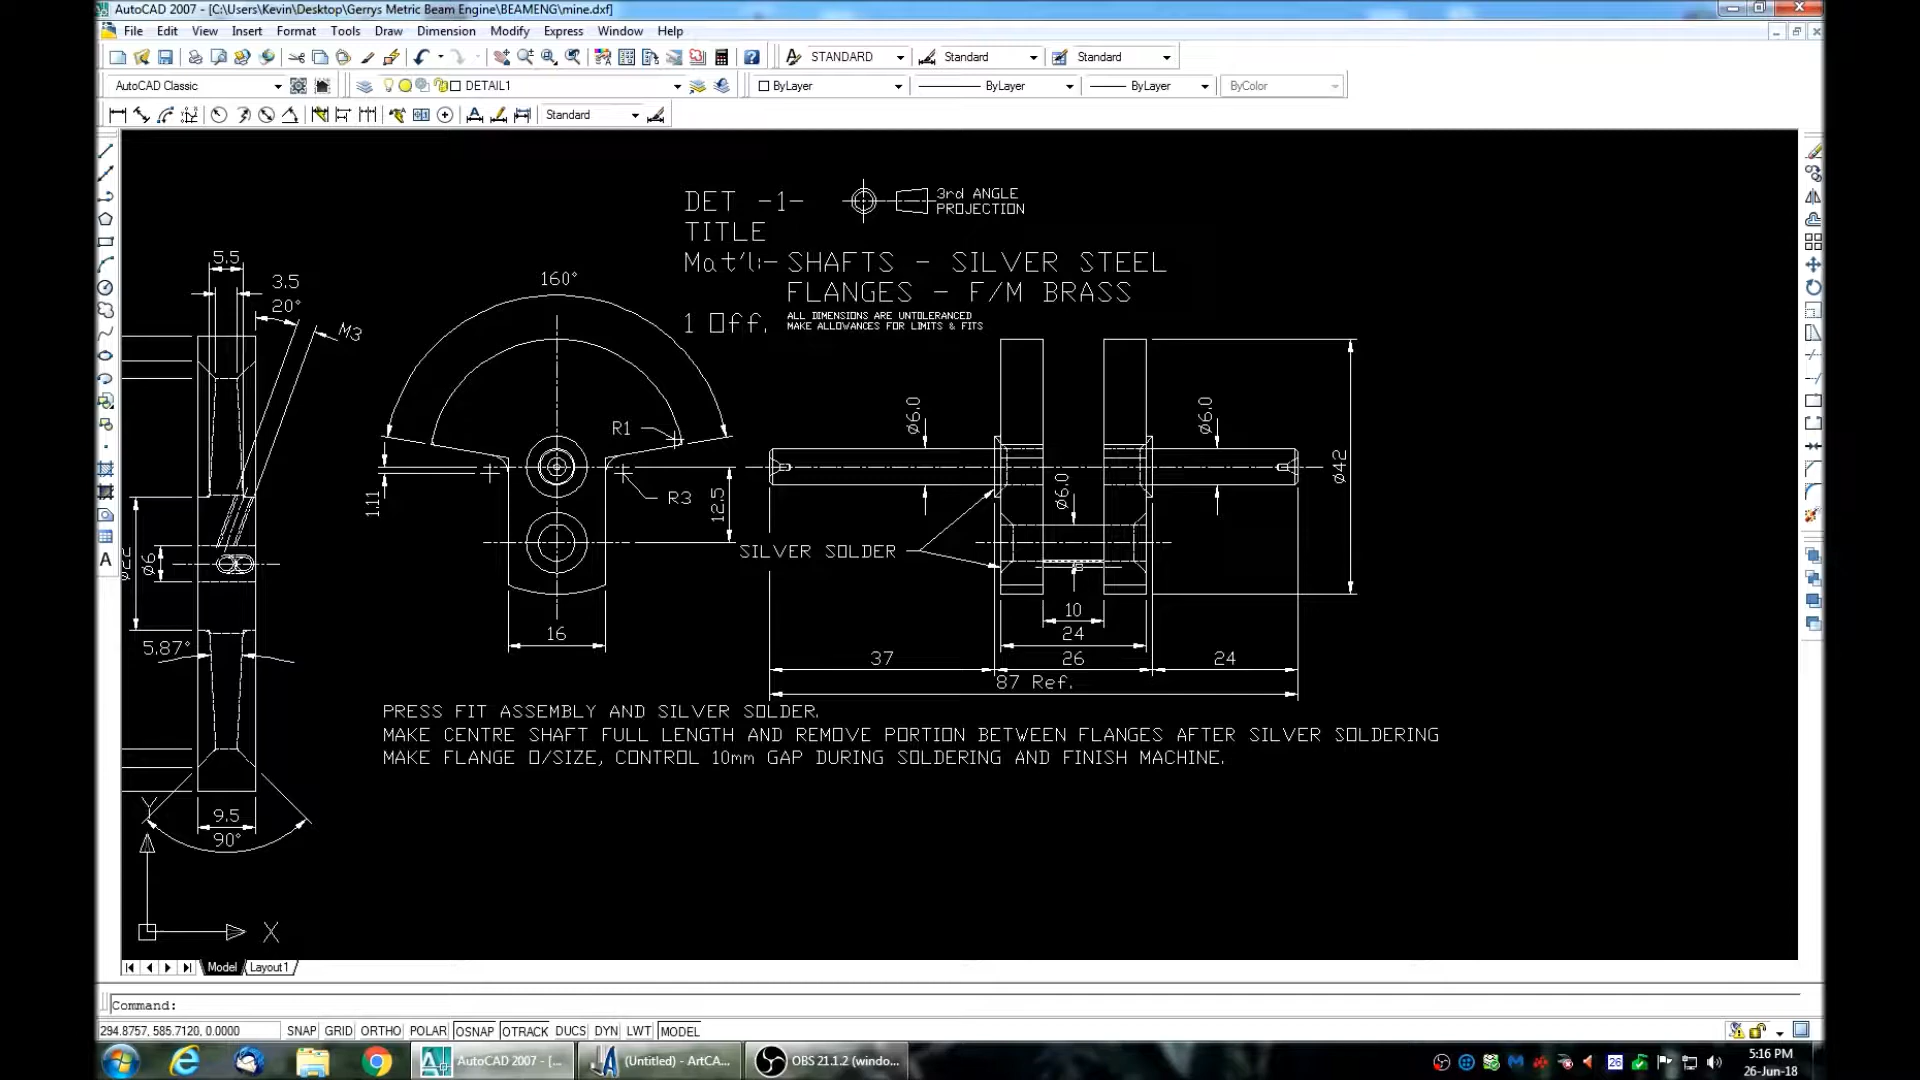 AutoCAD 2007 - [C:\Users\Kevin\Desktop\Gerrys Metric Beam Engine\BEAMENG\mine.dxf]
File Edit View Insert Format Tools Draw Dimension Modify Express Window Help
STANDARD Standard Standard
AutoCAD Classic DETAIL1 ByLayer ByLayer ByLayer ByColor
Standard
DET -1- 3rd ANGLE
PROJECTION
TITLE
Mat'l:- SHAFTS - SILVER STEEL
FLANGES - F/M BRASS
1 Off. ALL DIMENSIONS ARE UNTOLERANCED
MAKE ALLOWANCES FOR LIMITS & FITS
5.5
3.5
20°
M3
160°
R1
R3
1.11
12.5
16
Ø22
Ø6
5.87°
9.5
90°
Ø6.0
Ø6.0
Ø6.0
Ø42
SILVER SOLDER
10
24
37 26 24
87 Ref.
PRESS FIT ASSEMBLY AND SILVER SOLDER.
MAKE CENTRE SHAFT FULL LENGTH AND REMOVE PORTION BETWEEN FLANGES AFTER SILVER SOLDERING
MAKE FLANGE O/SIZE, CONTROL 10mm GAP DURING SOLDERING AND FINISH MACHINE.
Y
X
A
Model Layout1
Command:
294.8757, 585.7120, 0.0000 SNAP GRID ORTHO POLAR OSNAP OTRACK DUCS DYN LWT MODEL
AutoCAD 2007 - [... (Untitled) - ArtCA... OBS 21.1.2 (windo...
26
5:16 PM
26-Jun-18